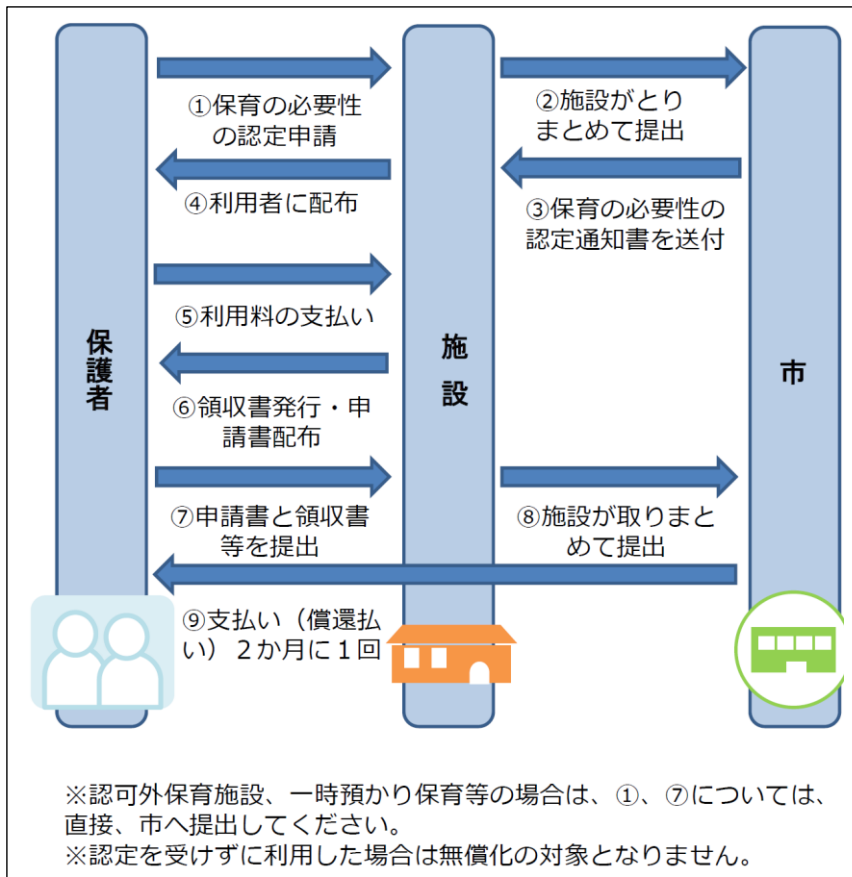 ①保育の必要性
の認定申請
②施設がとり
まとめて提出
④利用者に配布
③保育の必要性の
認定通知書を送付
⑤利用料の支払い
保護者
施設
市
⑥領収書発行・申
請書配布
⑦申請書と領収書
等を提出
⑧施設が取りまと
めて提出
⑨支払い（償還払
い）２か月に１回
※認可外保育施設、一時預かり保育等の場合は、①、⑦については、
直接、市へ提出してください。
※認定を受けずに利用した場合は無償化の対象となりません。